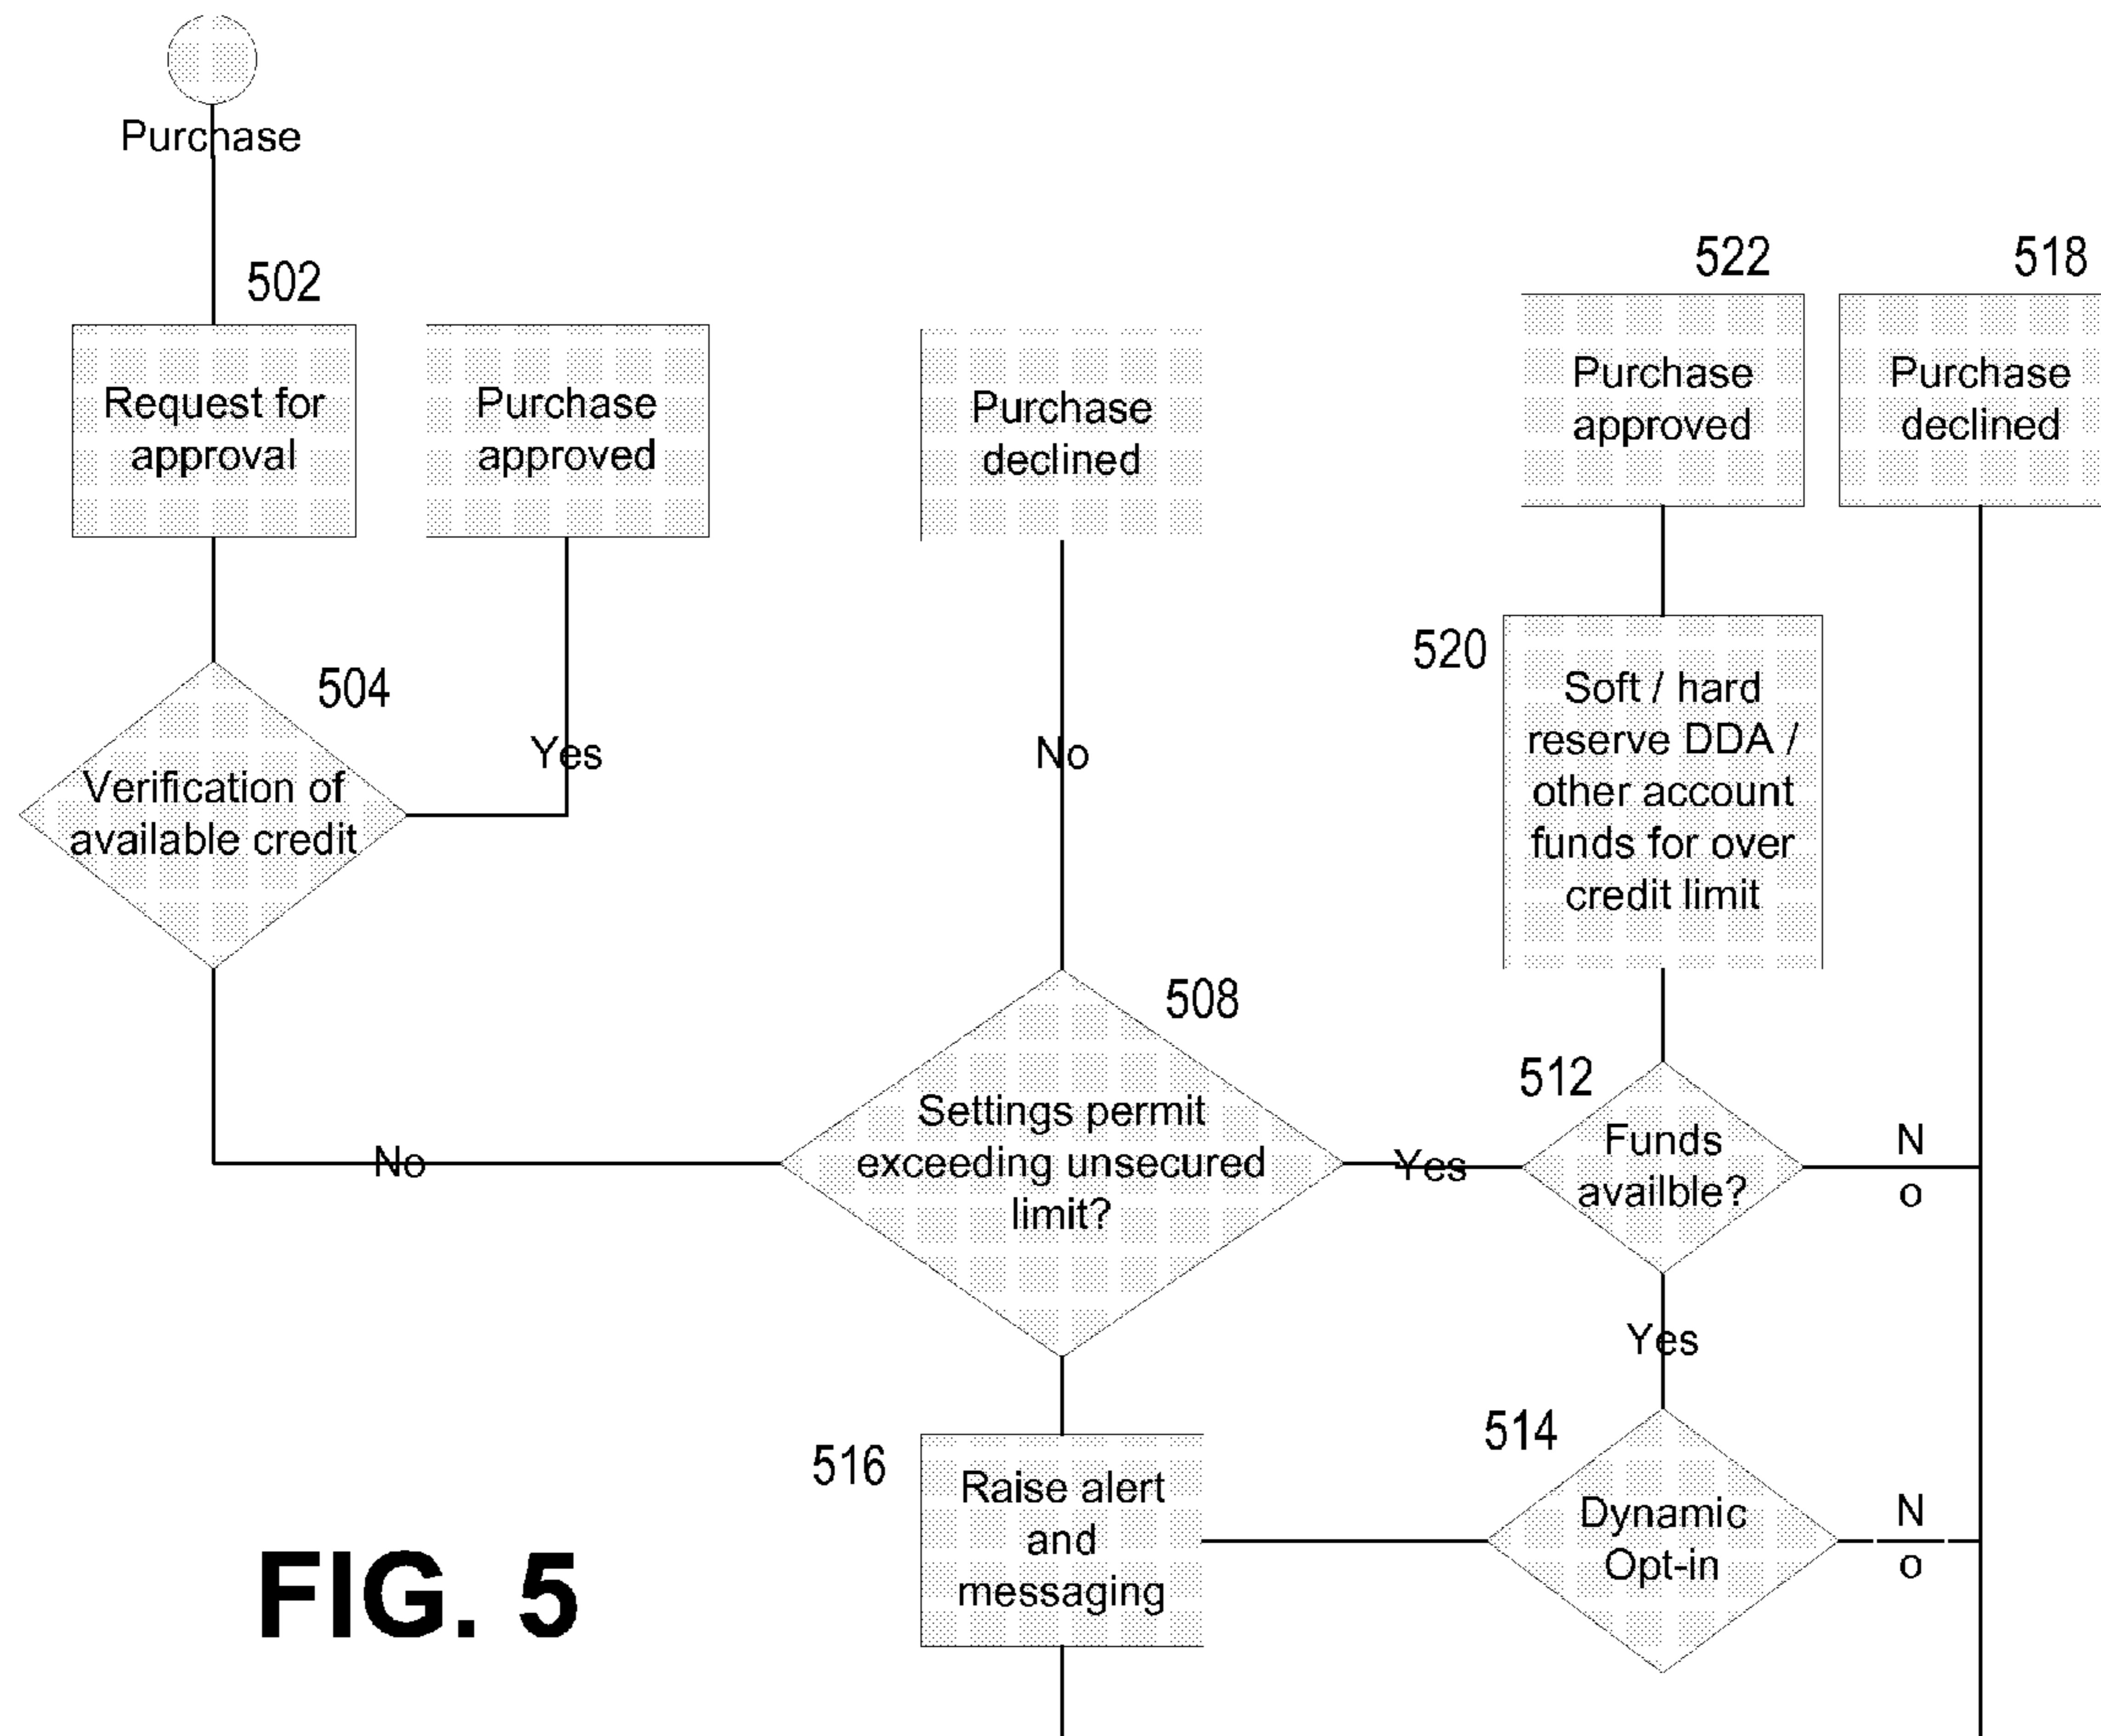 Purchase
502
Request for
approval
Purchase
approved
Purchase
declined
522
Purchase
approved
518
Purchase
declined
504
Verification of
available credit
Yes
No
No
520
Soft / hard
reserve DDA /
other account
funds for over
credit limit
508
Settings permit
exceeding unsecured
limit?
Yes
512
Funds
availble?
N
o
Yes
516
Raise alert
and
messaging
514
Dynamic
Opt-in
N
o
FIG. 5